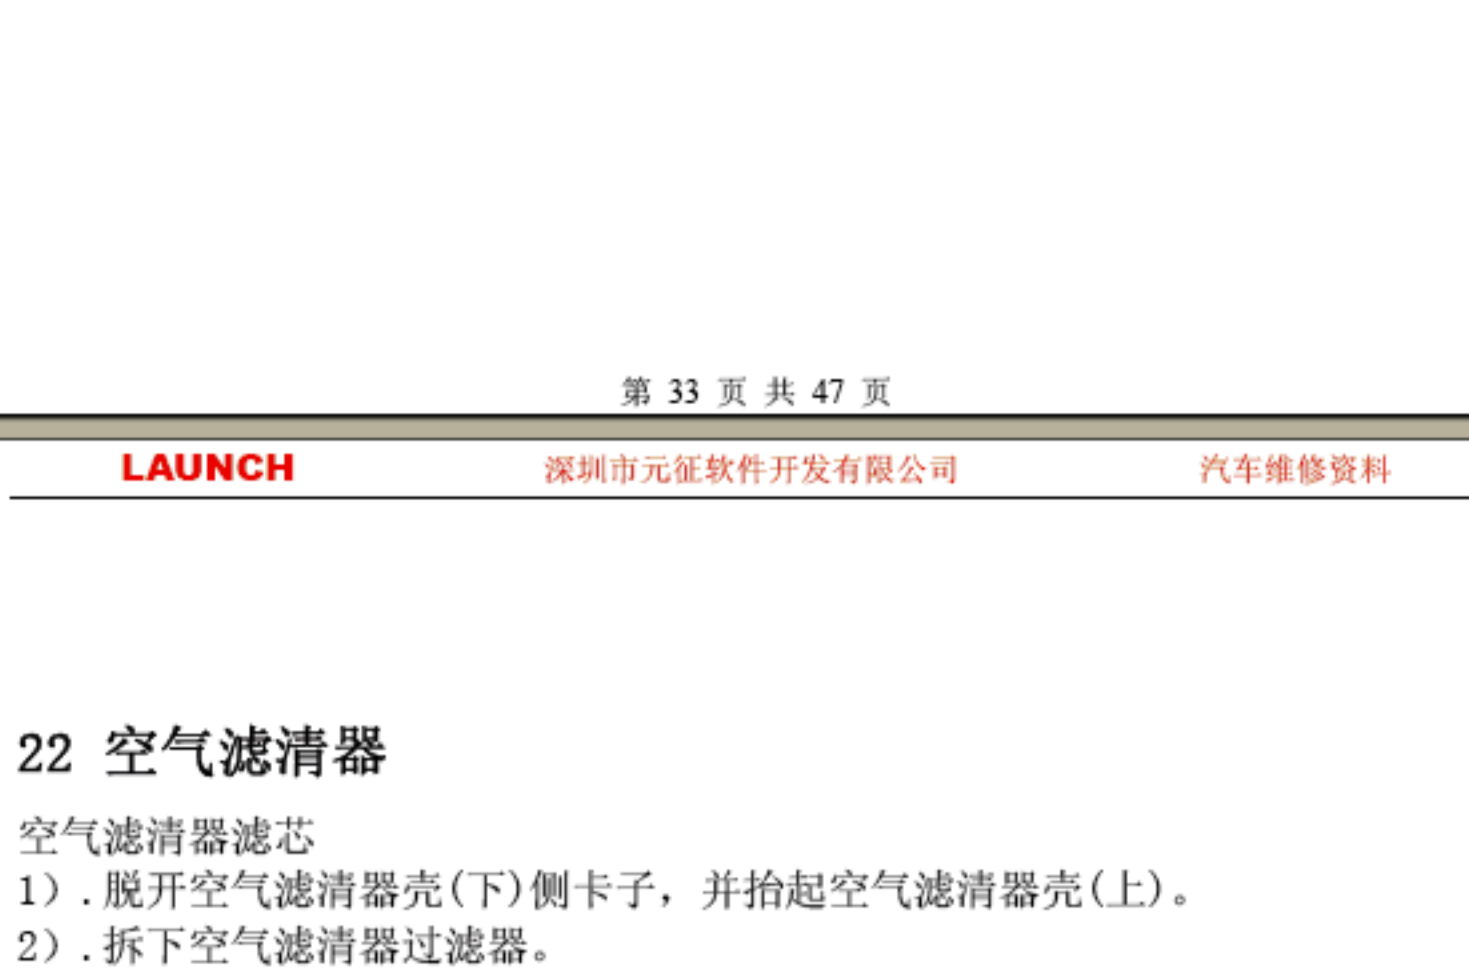 第 33 页 共 47 页
LAUNCH 深圳市元征软件开发有限公司 汽车维修资料
22 空气滤清器
空气滤清器滤芯
1）.脱开空气滤清器壳(下)侧卡子，并抬起空气滤清器壳(上)。
2）.拆下空气滤清器过滤器。